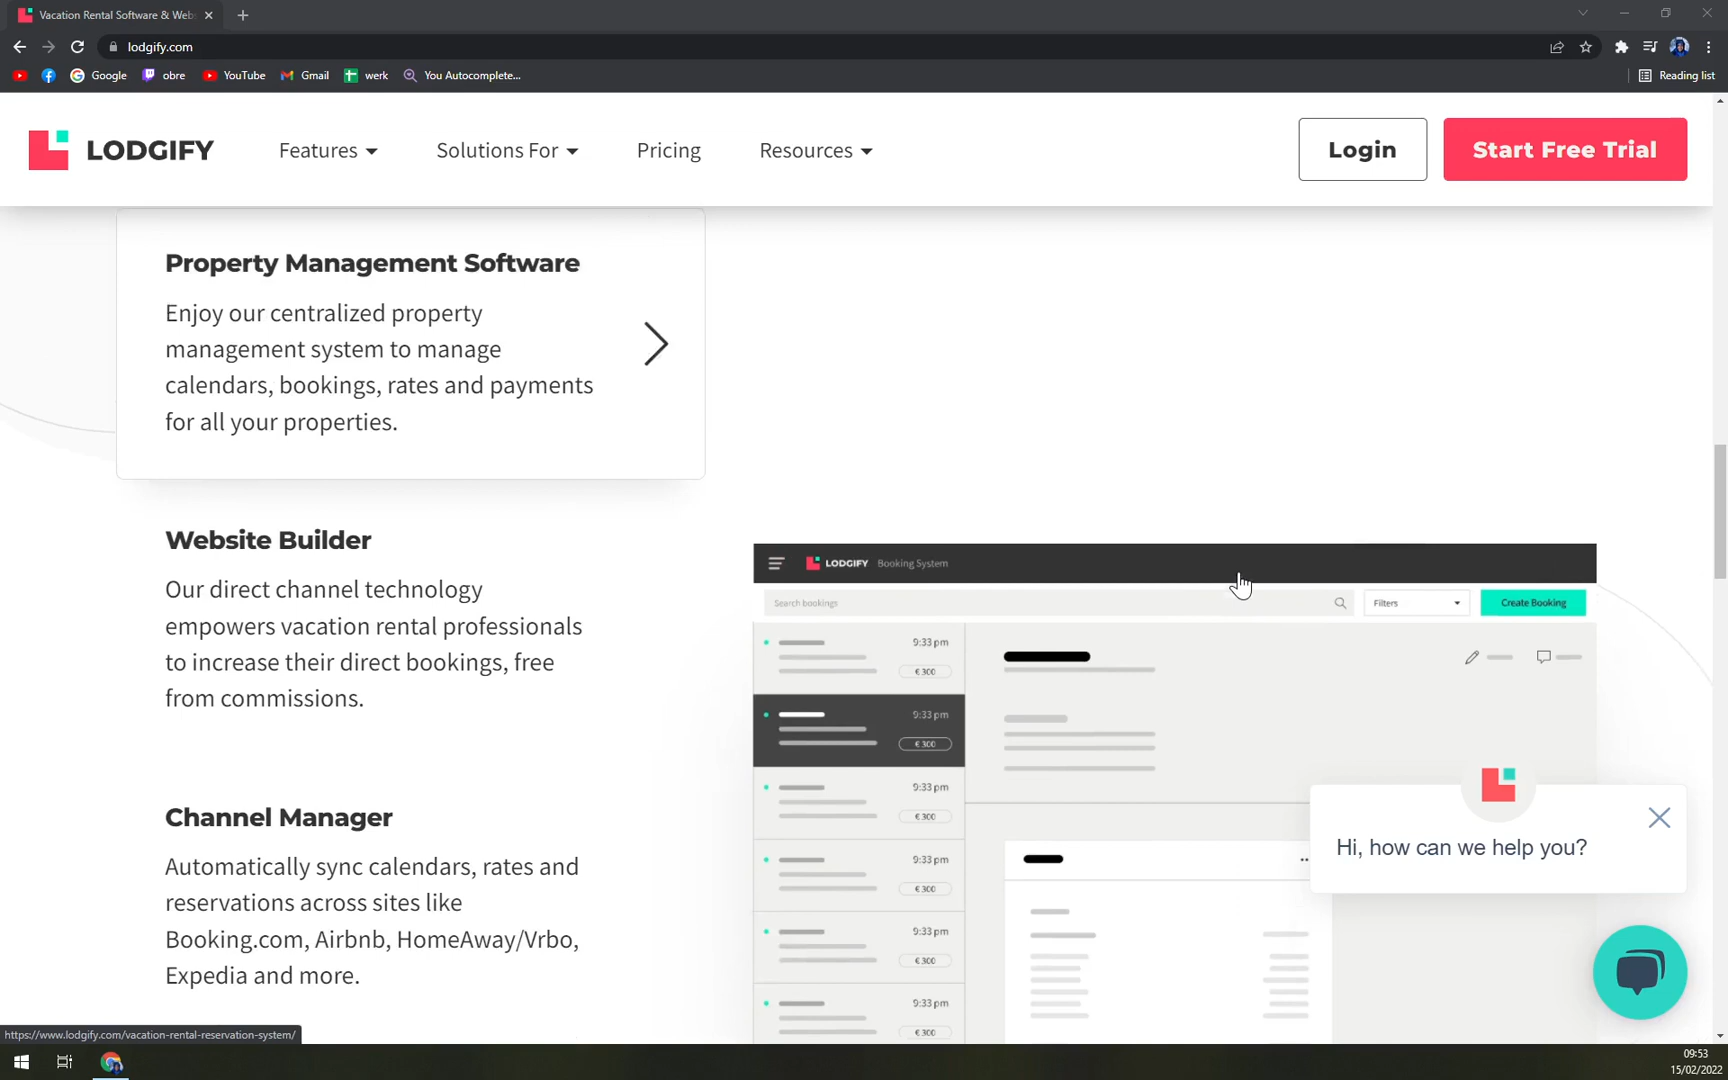 Vacation Rental Software & Web
lodgify.com
Google
obre
YouTube
Gmail
werk
You Autocomplete...
Reading list
LODGIFY
Features
Solutions For
Pricing
Resources
Login
Start Free Trial
Property Management Software
Enjoy our centralized property
management system to manage
calendars, bookings, rates and payments
for all your properties.
Website Builder
Our direct channel technology
empowers vacation rental professionals
to increase their direct bookings, free
from commissions.
Channel Manager
Automatically sync calendars, rates and
reservations across sites like
Booking.com, Airbnb, HomeAway/Vrbo,
Expedia and more.
LODGIFY Booking System
Search bookings
Filters
Create Booking
9:33 pm
€ 300
9:33 pm
€ 300
9:33 pm
€ 300
9:33 pm
€ 300
9:33 pm
€ 300
9:33 pm
€ 300
Hi, how can we help you?
https://www.lodgify.com/vacation-rental-reservation-system/
09:53
15/02/2022